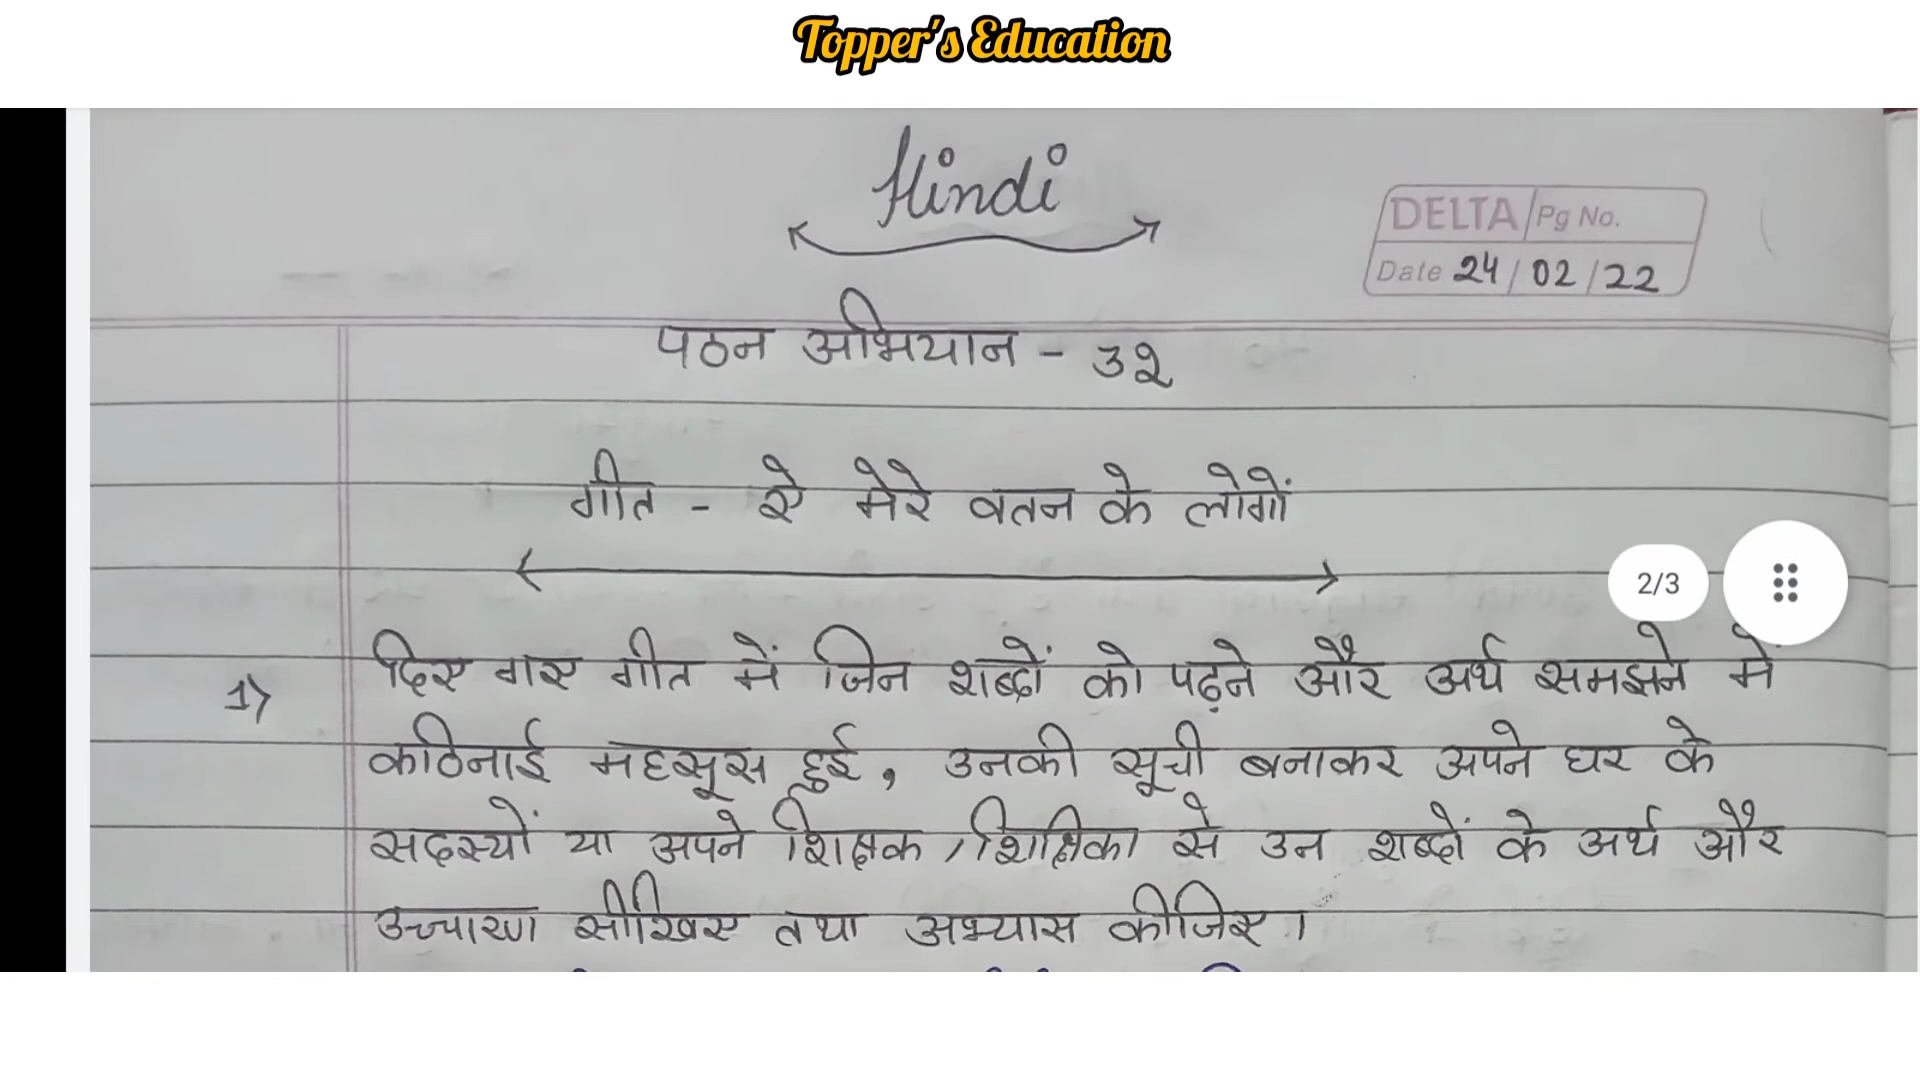 Topper's Education
Hindi
DELTA Pg No.
Date 24/02/22
पठन अभियान - ३२
गीत - ऐ मेरे वतन के लोगों
2/3
1) दिए गए गीत में जिन शब्दों को पढ़ने और अर्थ समझने मे
कठिनाई महसूस हुई, उनकी सूची बनाकर अपने घर के
सदस्यों या अपने शिक्षक / शिक्षिका से उन शब्दों के अर्थ और
उच्चारण सीखिए तथा अभ्यास कीजिए।